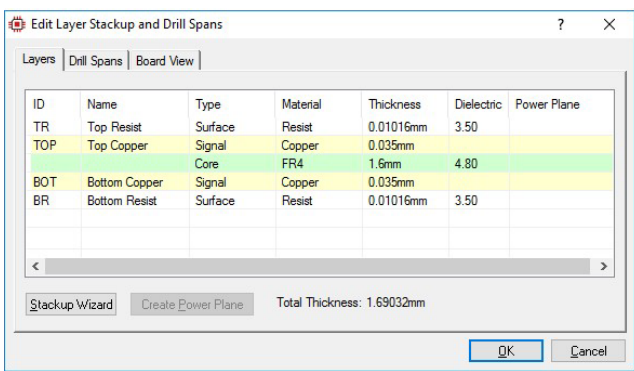 Edit Layer Stackup and Drill Spans ?
Layers Drill Spans Board View
ID Name Type Material Thickness Dielectric Power Plane
TR Top Resist Surface Resist 0.01016mm 3.50
TOP Top Copper Signal Copper 0.035mm
Core FR4 1.6mm 4.80
BOT Bottom Copper Signal Copper 0.035mm
BR Bottom Resist Surface Resist 0.01016mm 3.50
Stackup Wizard Create Power Plane Total Thickness: 1.69032mm
OK Cancel